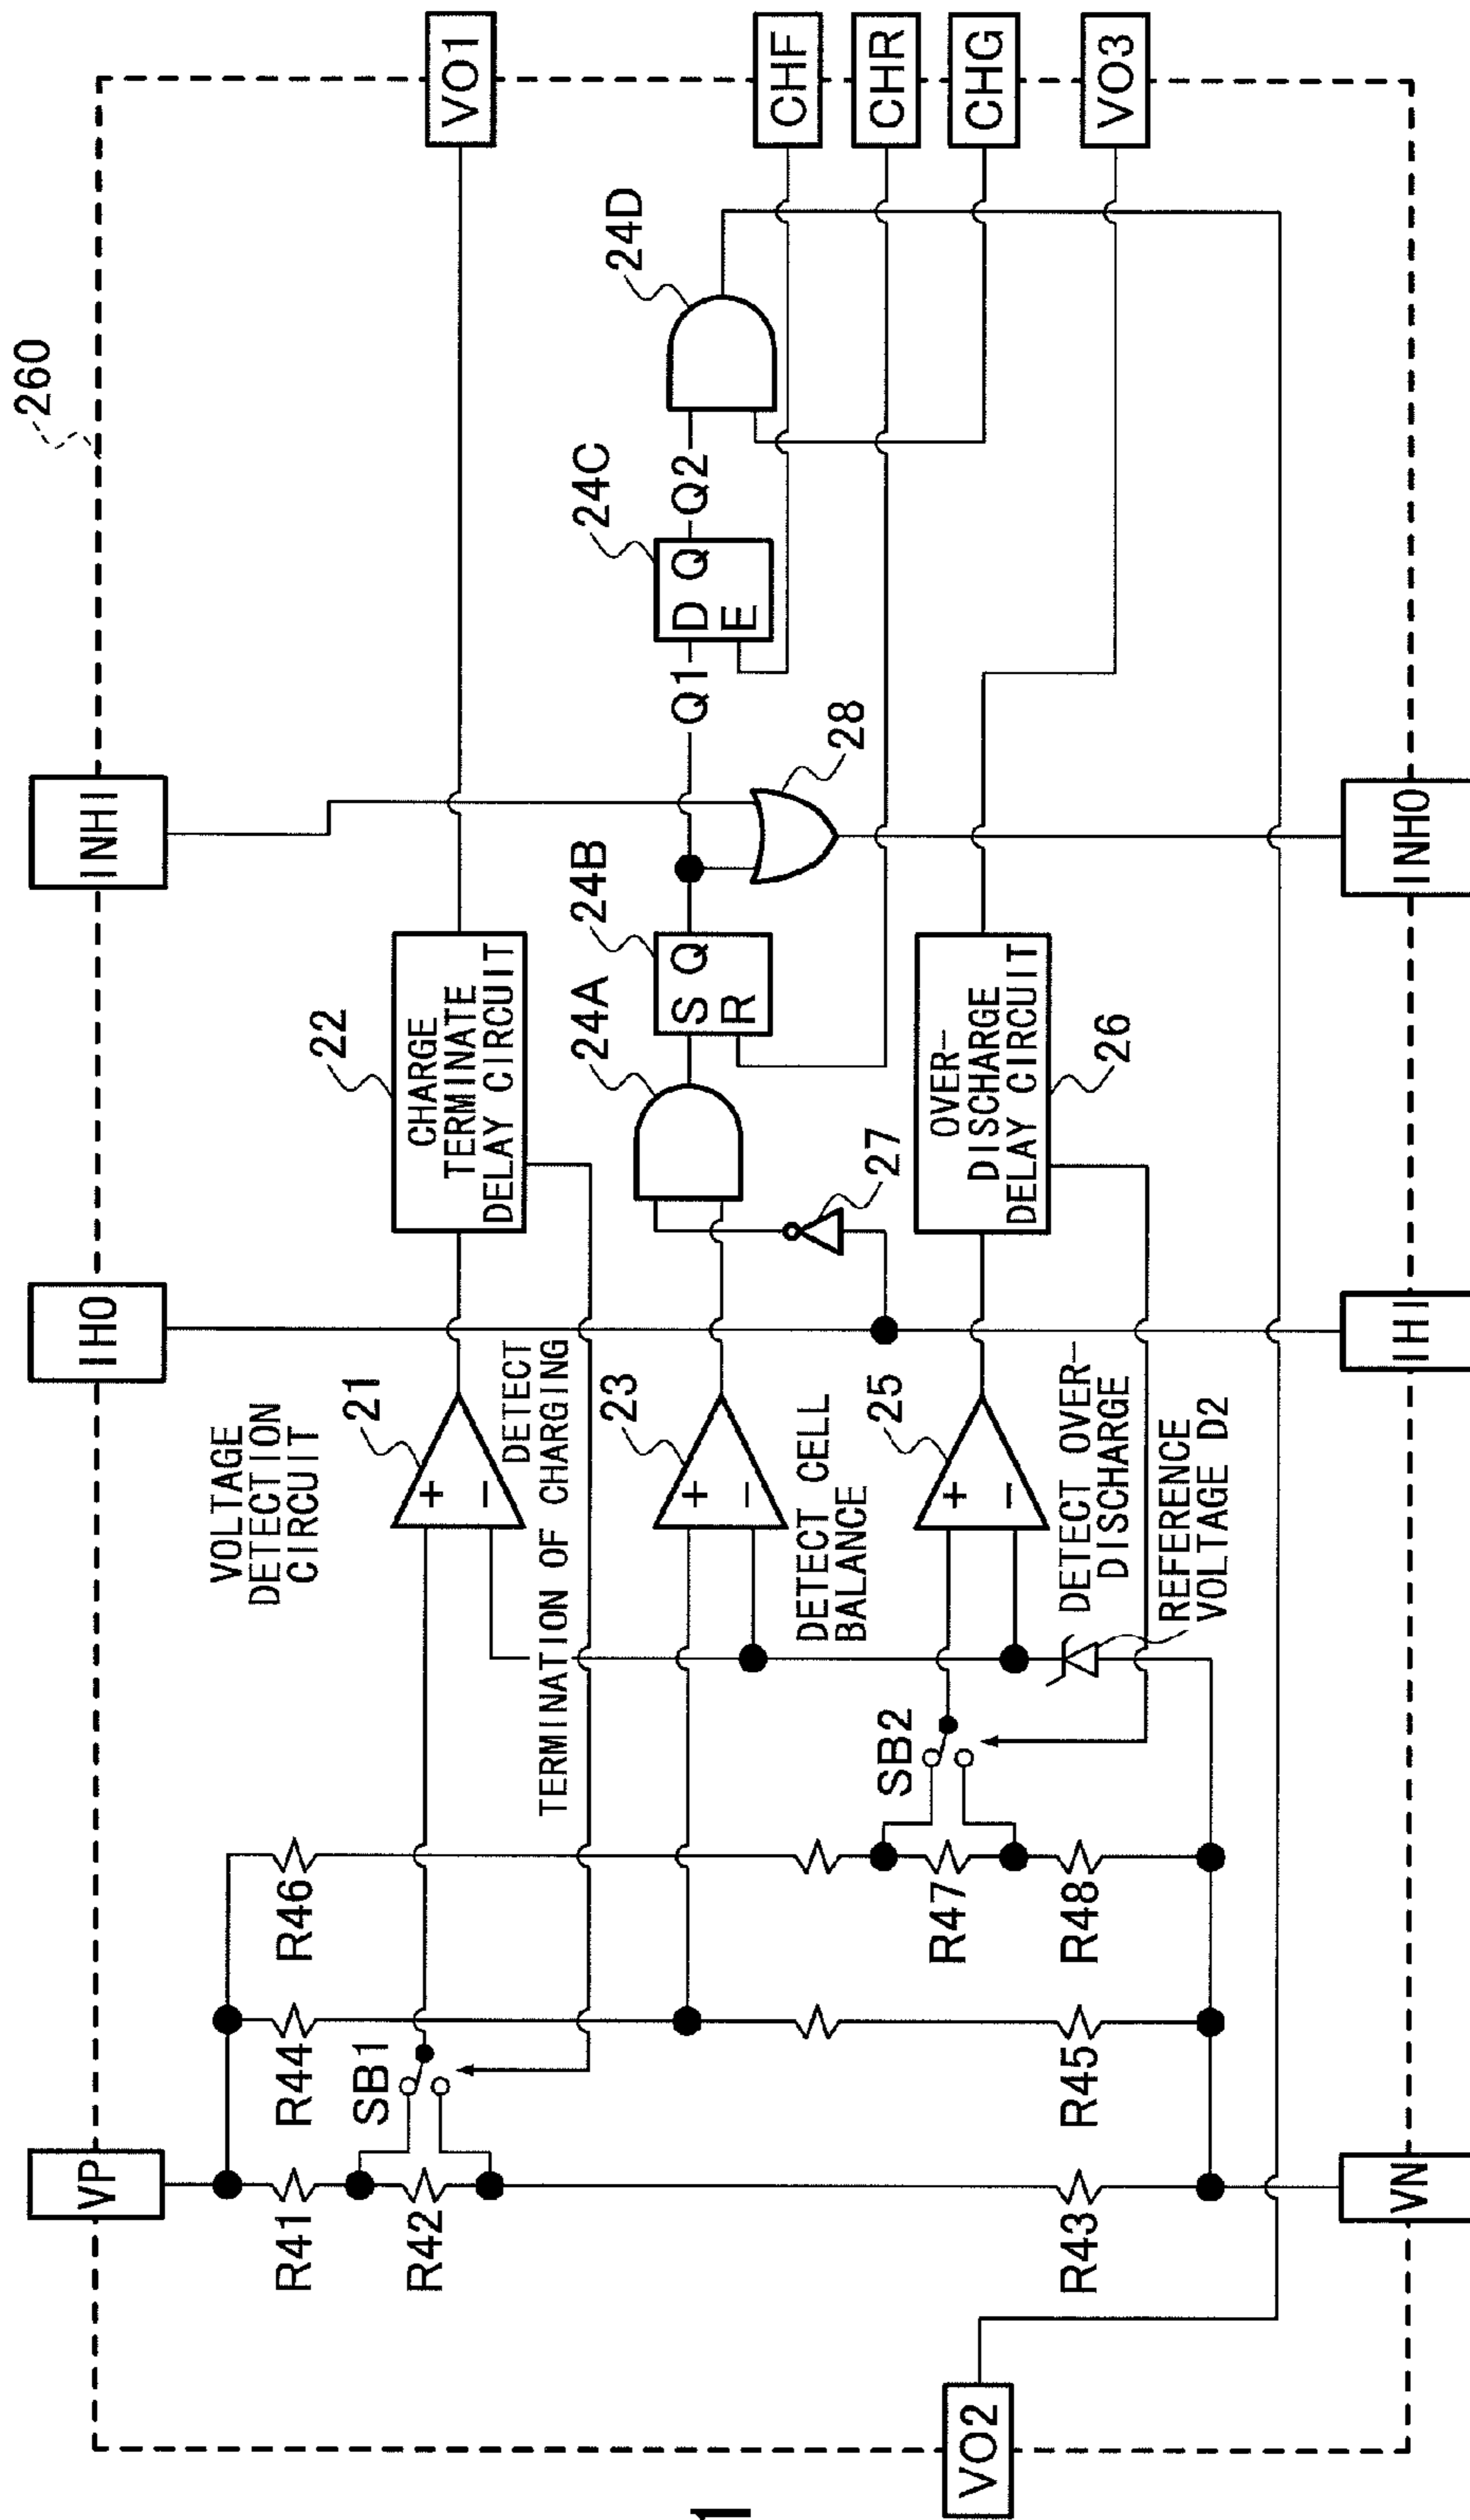 260
INHI
IHO
VP
VO1
CHF
CHR
CHG
VO3
VOLTAGE
DETECTION
CIRCUIT
R41
R44
R46
SB1
R42
21
+
−
DETECT
TERMINATION OF CHARGING
22
CHARGE
TERMINATE
DELAY CIRCUIT
23
+
−
DETECT CELL
BALANCE
24A
24B
S Q
R
Q1
24C
D Q
E
Q2
24D
27
28
SB2
R47
25
+
−
DETECT OVER-
DISCHARGE
OVER-
DISCHARGE
DELAY CIRCUIT
26
REFERENCE
VOLTAGE D2
R43
R45
R48
VO2
VN
IHI
INHO
1